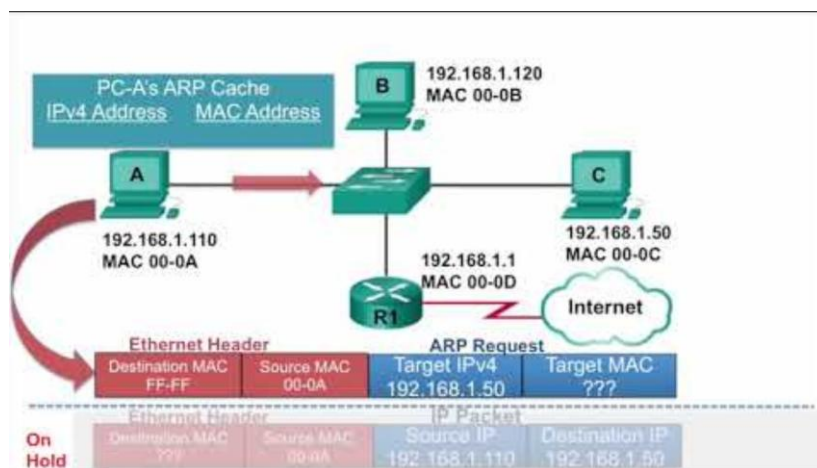 PC-A's ARP Cache
IPv4 Address MAC Address
B
192.168.1.120
MAC 00-0B
A
C
192.168.1.110
MAC 00-0A
192.168.1.50
MAC 00-0C
192.168.1.1
MAC 00-0D
R1
Internet
Ethernet Header
ARP Request
Destination MAC
FF-FF
Source MAC
00-0A
Target IPv4
192.168.1.50
Target MAC
???
Ethernet Header
IP Packet
On
Hold
Destination MAC
???
Source MAC
00-0A
Source IP
192.168.1.110
Destination IP
192.168.1.50